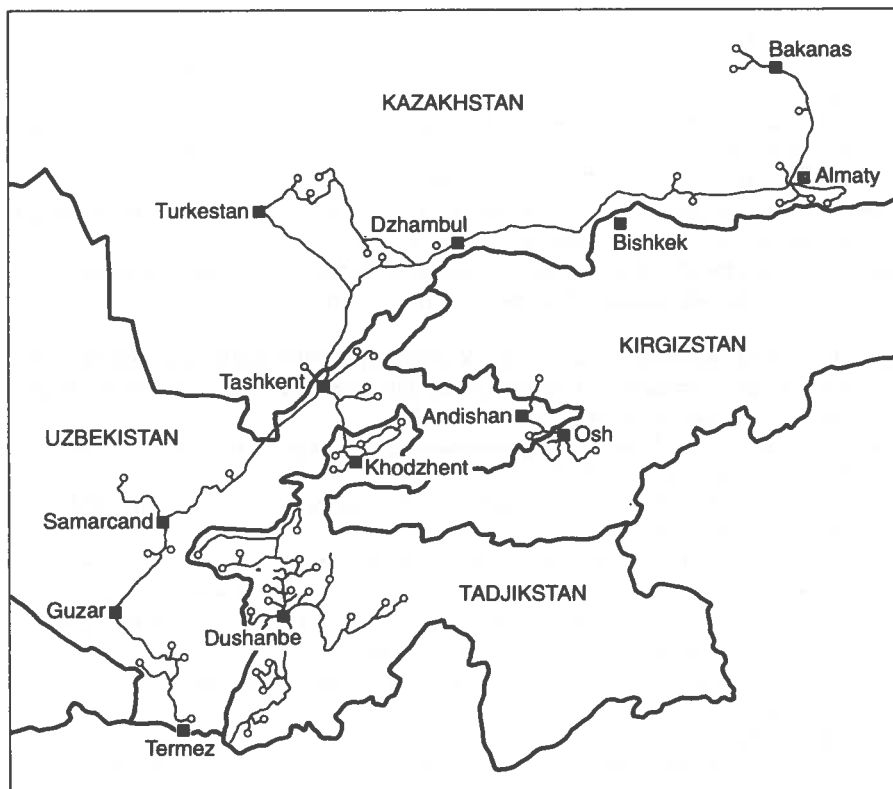 Bakanas
KAZAKHSTAN
Almaty
Turkestan
Dzhambul
Bishkek
KIRGIZSTAN
Tashkent
Andishan
UZBEKISTAN
Osh
Khodzhent
Samarcand
TADJIKSTAN
Guzar
Dushanbe
Termez